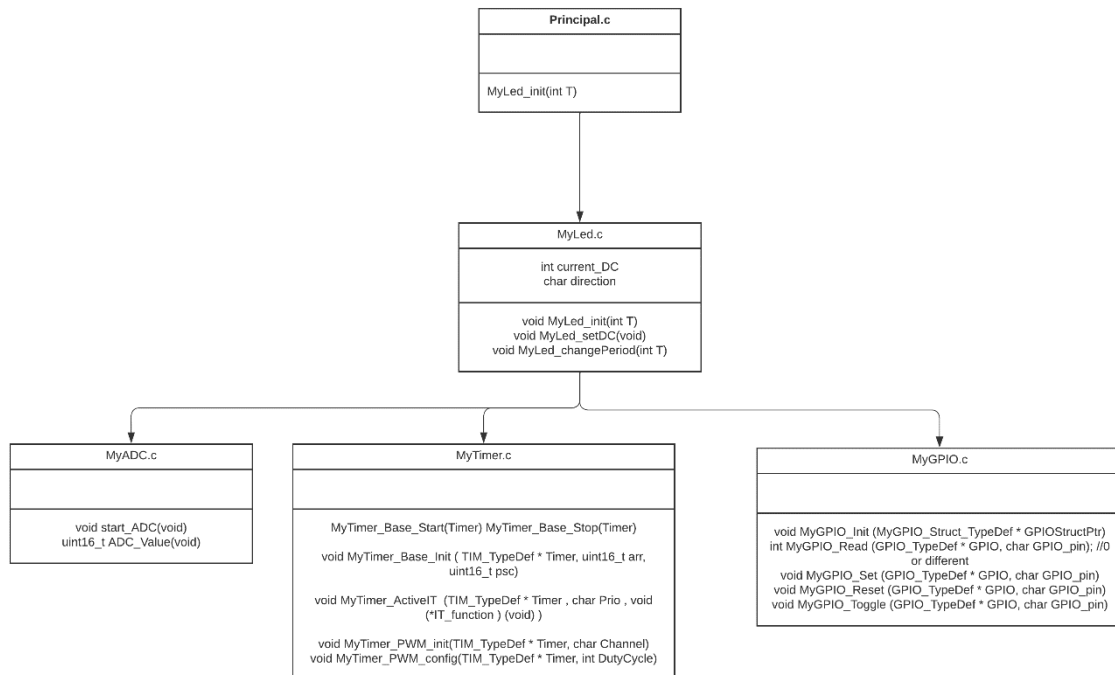 Principal.c
MyLed_init(int T)
MyLed.c
int current_DC
char direction
void MyLed_init(int T)
void MyLed_setDC(void)
void MyLed_changePeriod(int T)
MyADC.c
void start_ADC(void)
uint16_t ADC_Value(void)
MyTimer.c
MyTimer_Base_Start(Timer) MyTimer_Base_Stop(Timer)
void MyTimer_Base_Init ( TIM_TypeDef * Timer, uint16_t arr,
uint16_t psc)
void MyTimer_ActiveIT (TIM_TypeDef * Timer , char Prio , void
(*IT_function ) (void) )
void MyTimer_PWM_init(TIM_TypeDef * Timer, char Channel)
void MyTimer_PWM_config(TIM_TypeDef * Timer, int DutyCycle)
MyGPIO.c
void MyGPIO_Init (MyGPIO_Struct_TypeDef * GPIOStructPtr)
int MyGPIO_Read (GPIO_TypeDef * GPIO, char GPIO_pin); //0
or different
void MyGPIO_Set (GPIO_TypeDef * GPIO, char GPIO_pin)
void MyGPIO_Reset (GPIO_TypeDef * GPIO, char GPIO_pin)
void MyGPIO_Toggle (GPIO_TypeDef * GPIO, char GPIO_pin)